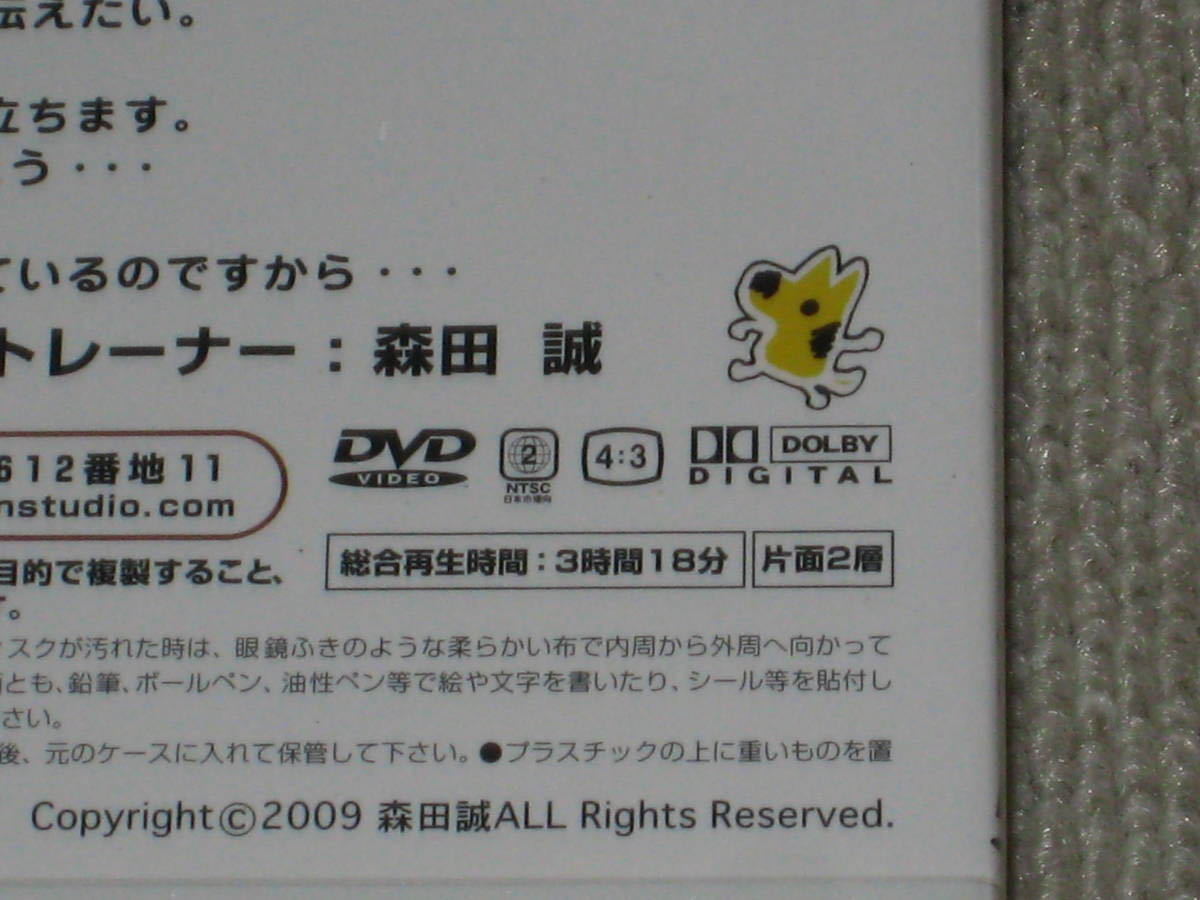 伝えたい。
立ちます。
こう・・・
ているのですから・・・
トレーナー：森田 誠
DVD
VIDEO
2
NTSC
日本市場向
4:3
DOLBY
DIGITAL
612番地11
nstudio.com
総合再生時間：3時間18分
片面2層
目的で複製すること、
す。
ィスクが汚れた時は、眼鏡ふきのような柔らかい布で内周から外周へ向かって
面とも、鉛筆、ボールペン、油性ペン等で絵や文字を書いたり、シール等を貼付し
さい。
後、元のケースに入れて保管して下さい。●プラスチックの上に重いものを置
Copyright©2009 森田誠ALL Rights Reserved.